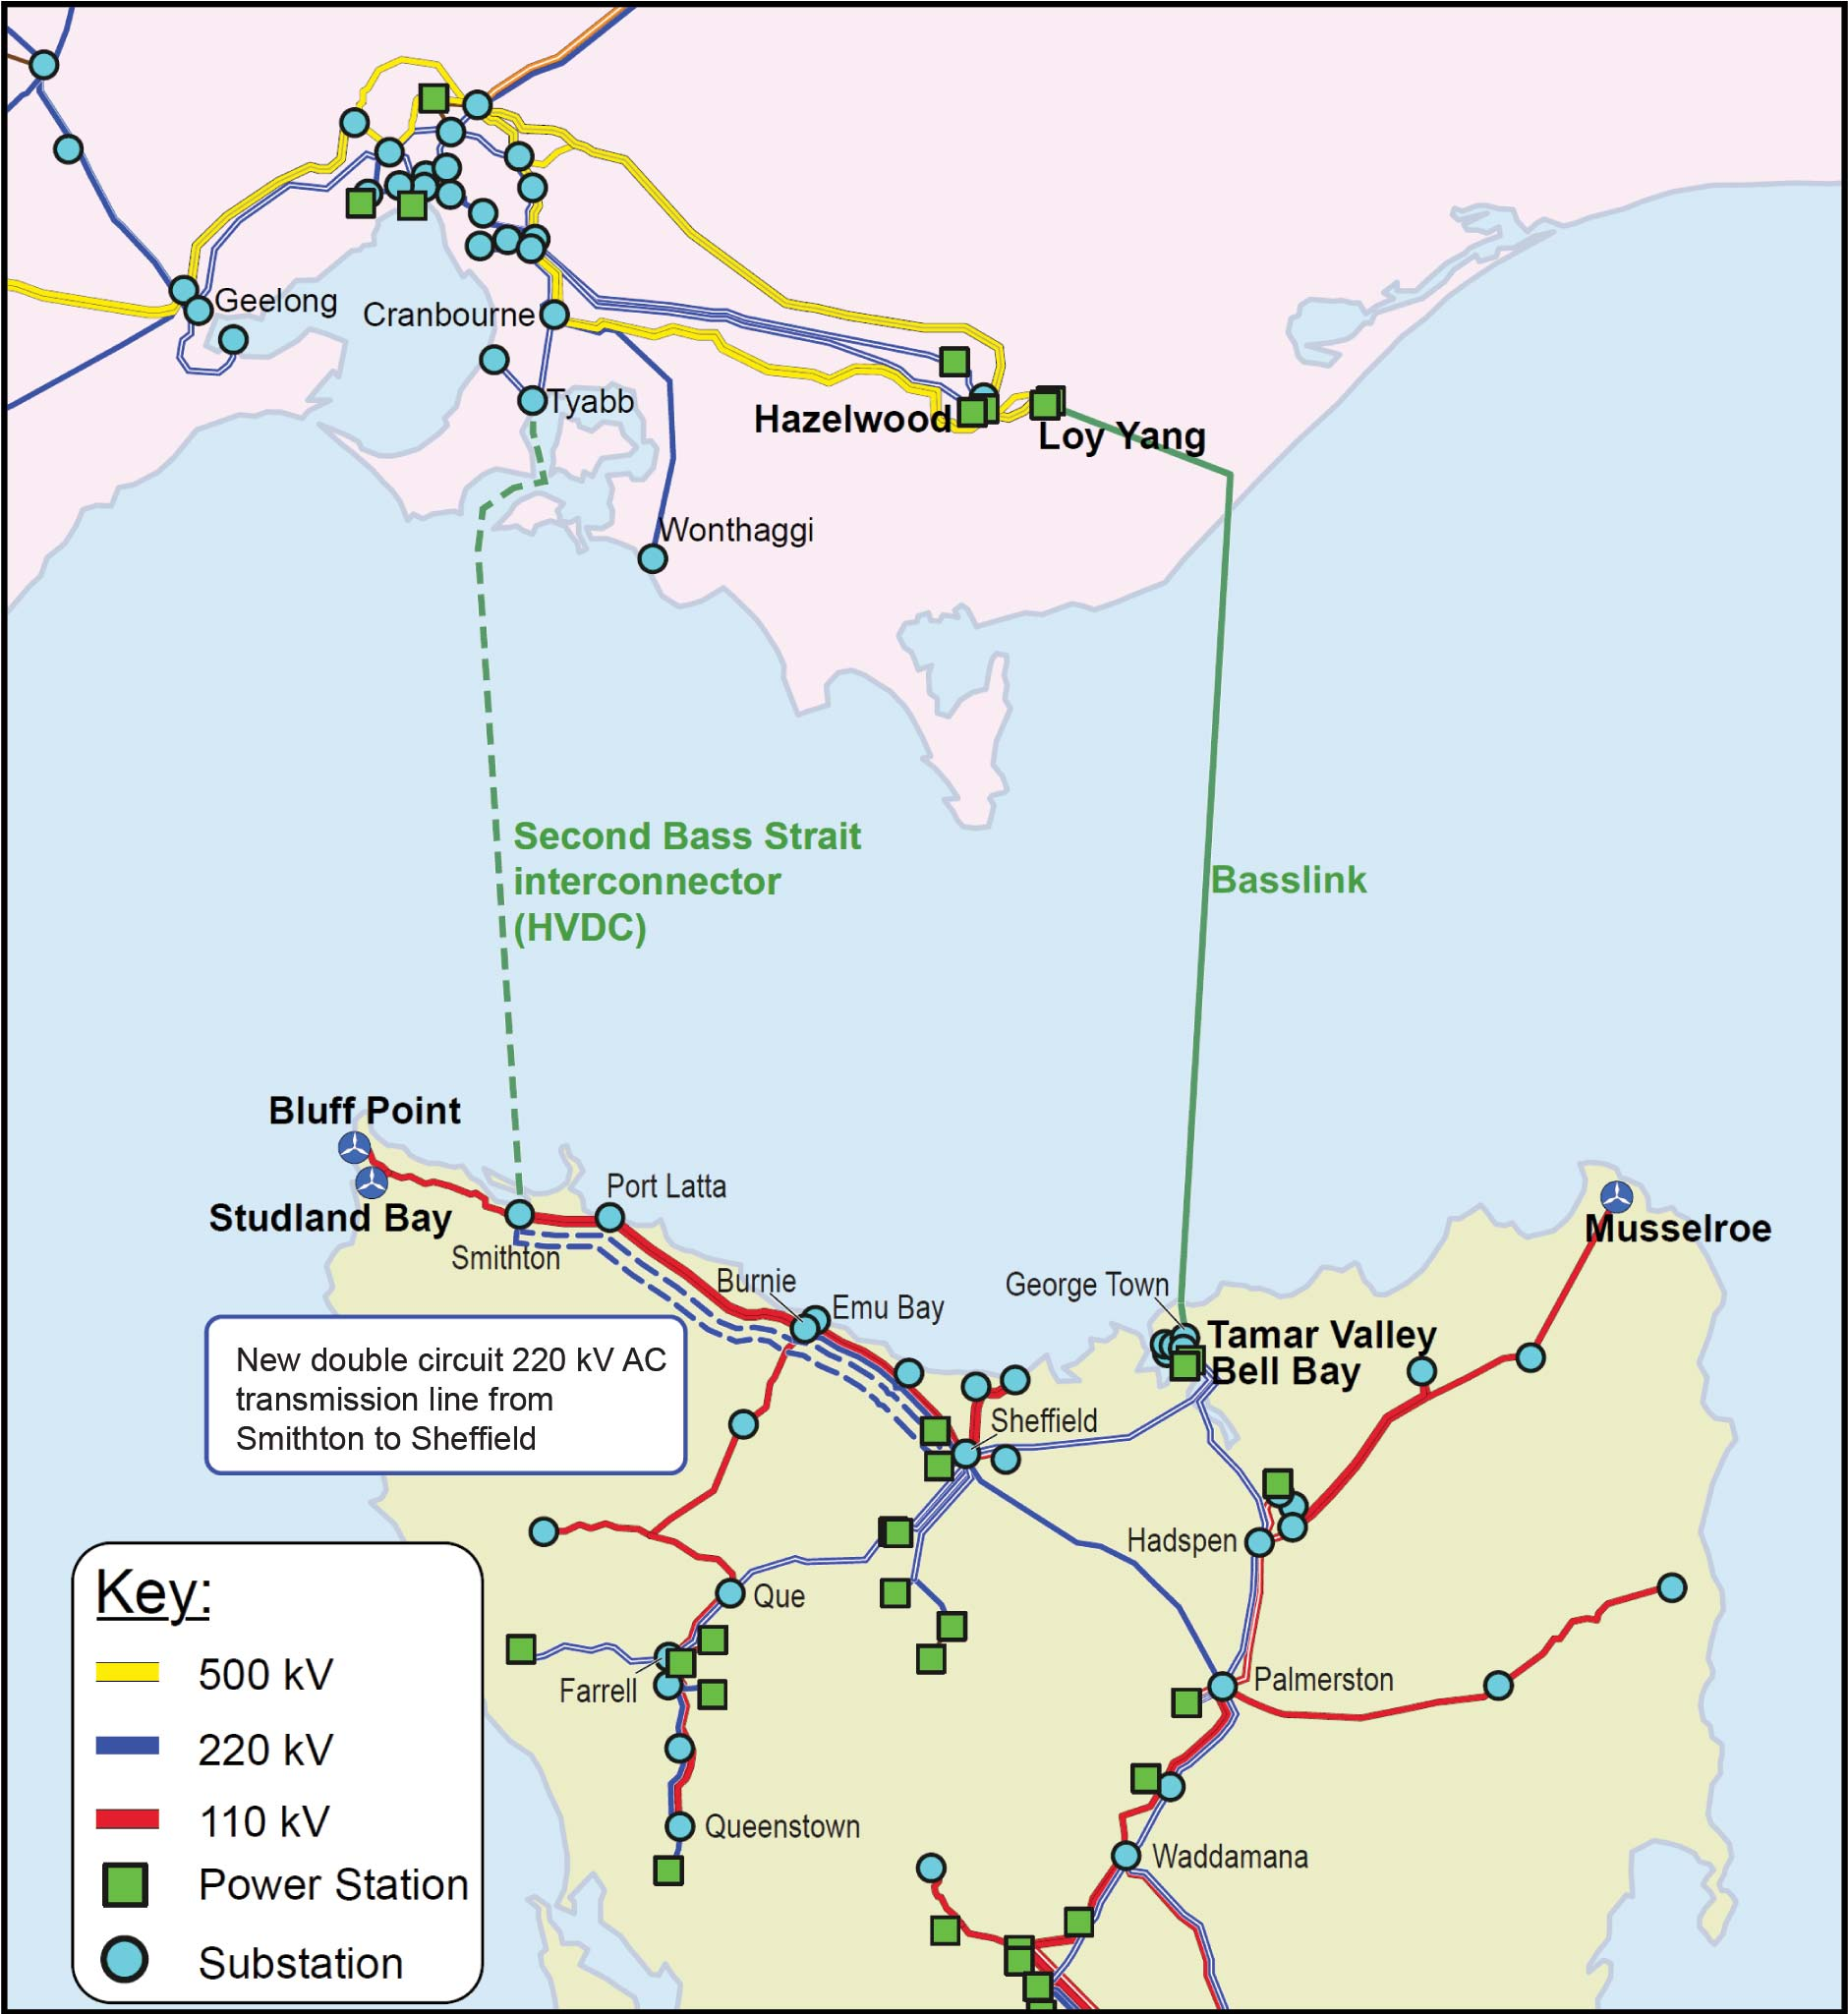 Geelong
Cranbourne
Tyabb
Hazelwood
Loy Yang
Wonthaggi
Second Bass Strait
interconnector
(HVDC)
Basslink
Bluff Point
Studland Bay
Port Latta
Smithton
Musselroe
Burnie
Emu Bay
George Town
Tamar Valley
Bell Bay
New double circuit 220 kV AC
transmission line from
Smithton to Sheffield
Sheffield
Hadspen
Que
Farrell
Palmerston
Queenstown
Waddamana
Key:
500 kV
220 kV
110 kV
Power Station
Substation